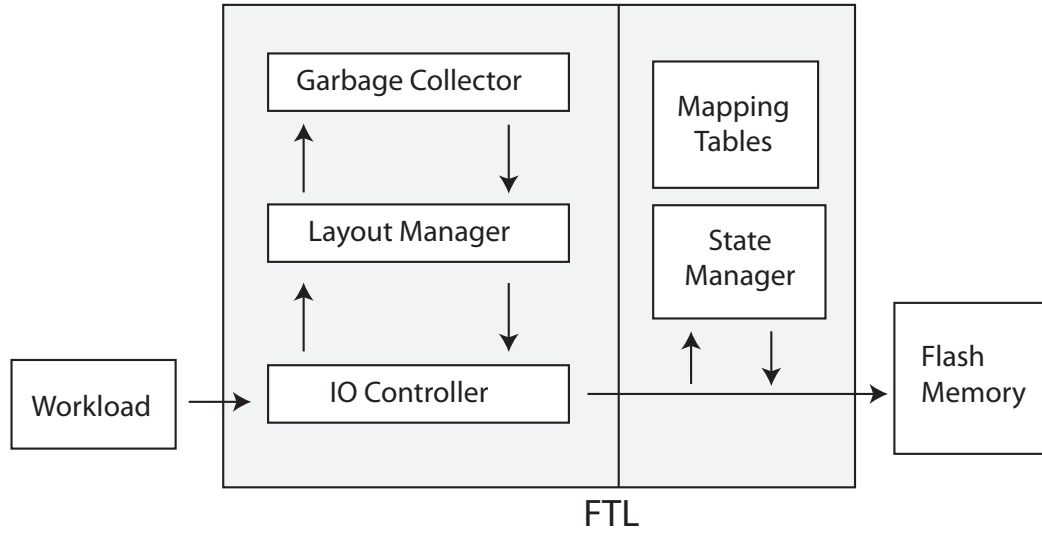 Garbage Collector
Layout Manager
IO Controller
Mapping
Tables
State
Manager
Workload
Flash
Memory
FTL